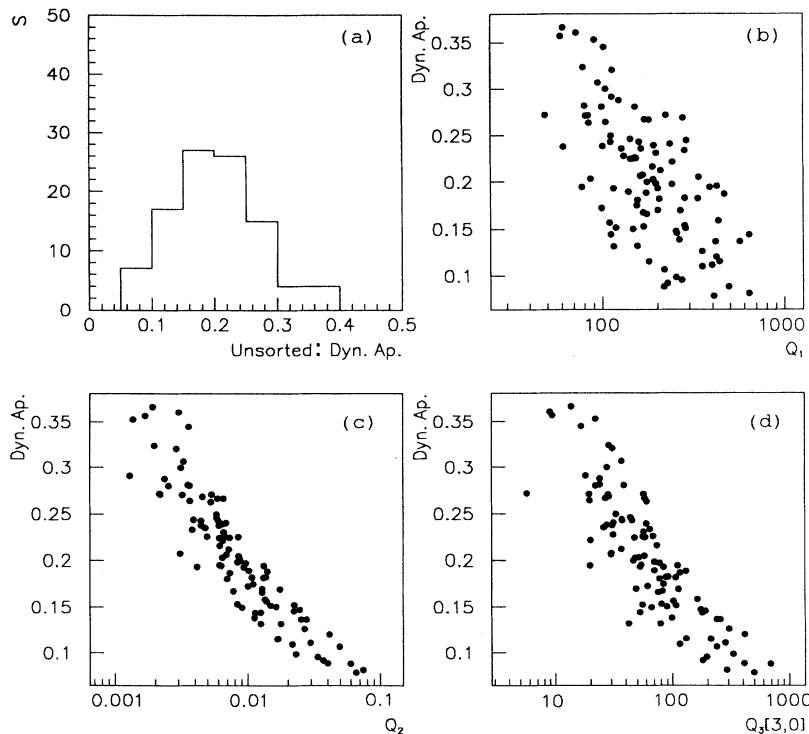 S
50
40
30
20
10
0
(a)
0 0.1 0.2 0.3 0.4 0.5
Unsorted: Dyn. Ap.
Dyn. Ap.
0.35
0.3
0.25
0.2
0.15
0.1
(b)
100 1000
Q₁
Dyn. Ap.
0.35
0.3
0.25
0.2
0.15
0.1
(c)
0.001 0.01 0.1
Q₂
Dyn. Ap.
0.35
0.3
0.25
0.2
0.15
0.1
(d)
10 100 1000
Q₃[3,0]